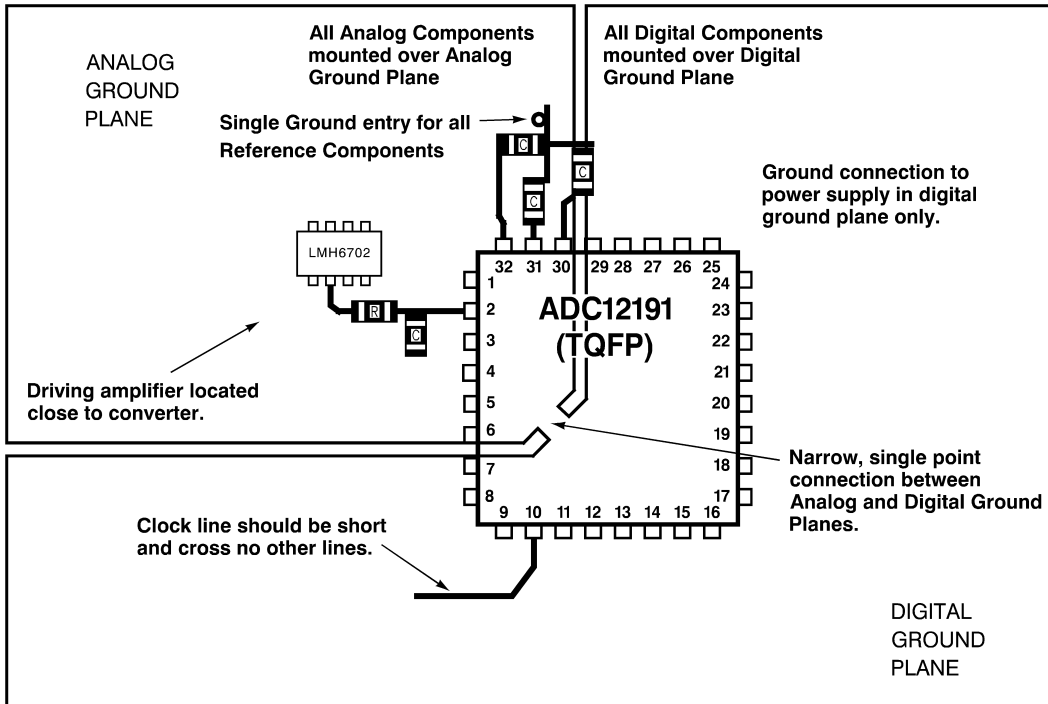 ANALOG
GROUND
PLANE
All Analog Components
mounted over Analog
Ground Plane
All Digital Components
mounted over Digital
Ground Plane
Single Ground entry for all
Reference Components
C
C
C
Ground connection to
power supply in digital
ground plane only.
LMH6702
R
C
32 31 30 29 28 27 26 25
1
2
3
4
5
6
7
8
24
23
22
21
20
19
18
17
ADC12191
(TQFP)
9 10 11 12 13 14 15 16
Driving amplifier located
close to converter.
Narrow, single point
connection between
Analog and Digital Ground
Planes.
Clock line should be short
and cross no other lines.
DIGITAL
GROUND
PLANE